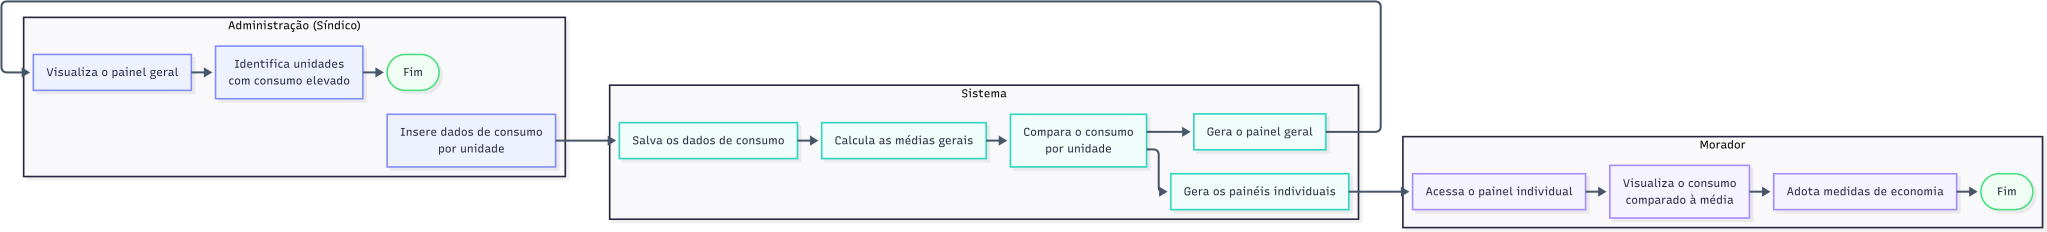 Administração (Síndico)
Visualiza o painel geral
Identifica unidades
com consumo elevado
Fim
Insere dados de consumo
por unidade
Sistema
Salva os dados de consumo
Calcula as médias gerais
Compara o consumo
por unidade
Gera o painel geral
Gera os painéis individuais
Morador
Acessa o painel individual
Visualiza o consumo
comparado à média
Adota medidas de economia
Fim